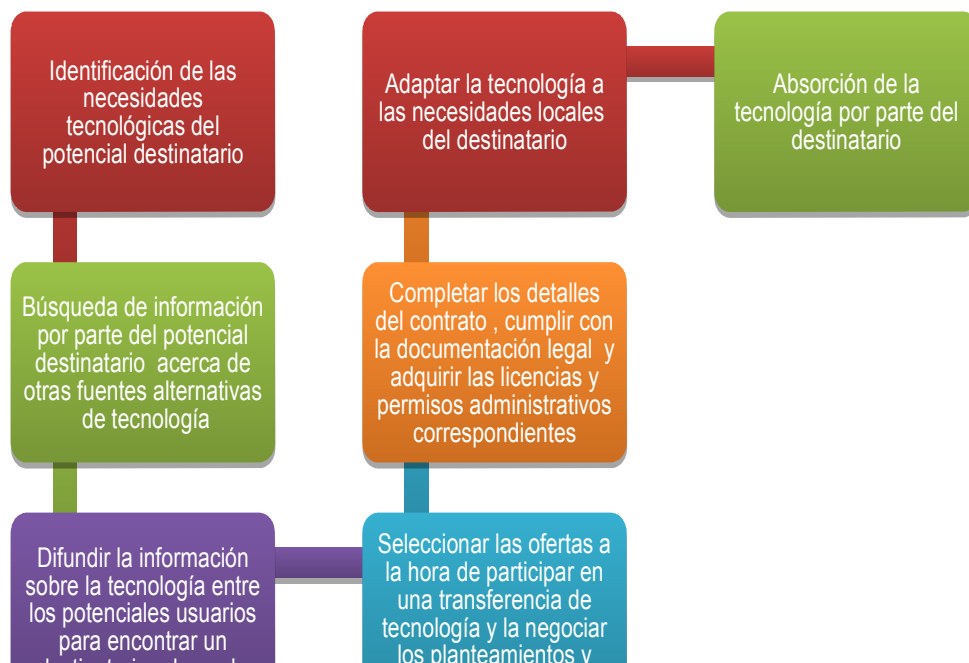 Identificación de las
necesidades
tecnológicas del
potencial destinatario
Búsqueda de información
por parte del potencial
destinatario acerca de
otras fuentes alternativas
de tecnología
Difundir la información
sobre la tecnología entre
los potenciales usuarios
para encontrar un
Seleccionar las ofertas a
la hora de participar en
una transferencia de
tecnología y la negociar
los planteamientos y
Completar los detalles
del contrato , cumplir con
la documentación legal y
adquirir las licencias y
permisos administrativos
correspondientes
Adaptar la tecnología a
las necesidades locales
del destinatario
Absorción de la
tecnología por parte del
destinatario